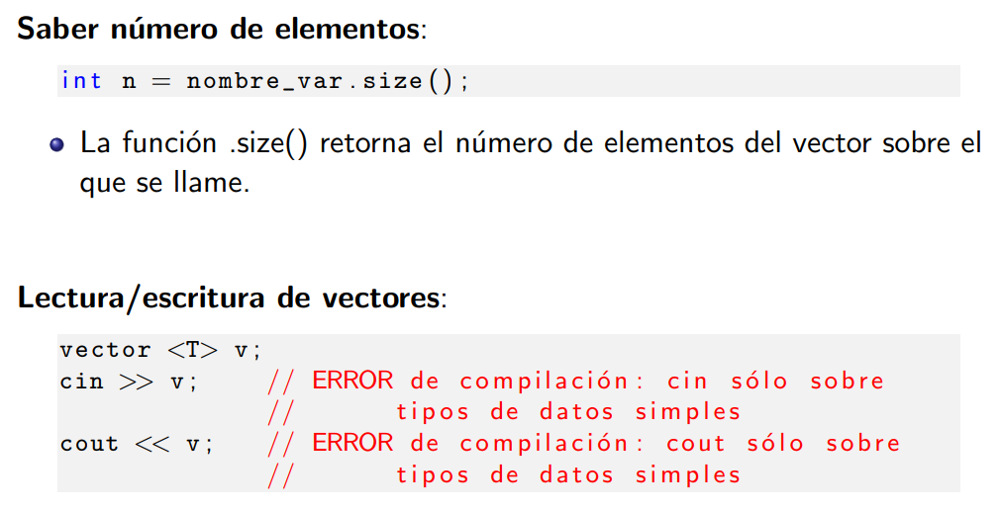 Saber número de elementos:
int n = nombre_var.size();
La función .size() retorna el número de elementos del vector sobre el
que se llame.
Lectura/escritura de vectores:
vector <T> v;
cin >> v; // ERROR de compilación: cin sólo sobre
// tipos de datos simples
cout << v; // ERROR de compilación: cout sólo sobre
// tipos de datos simples